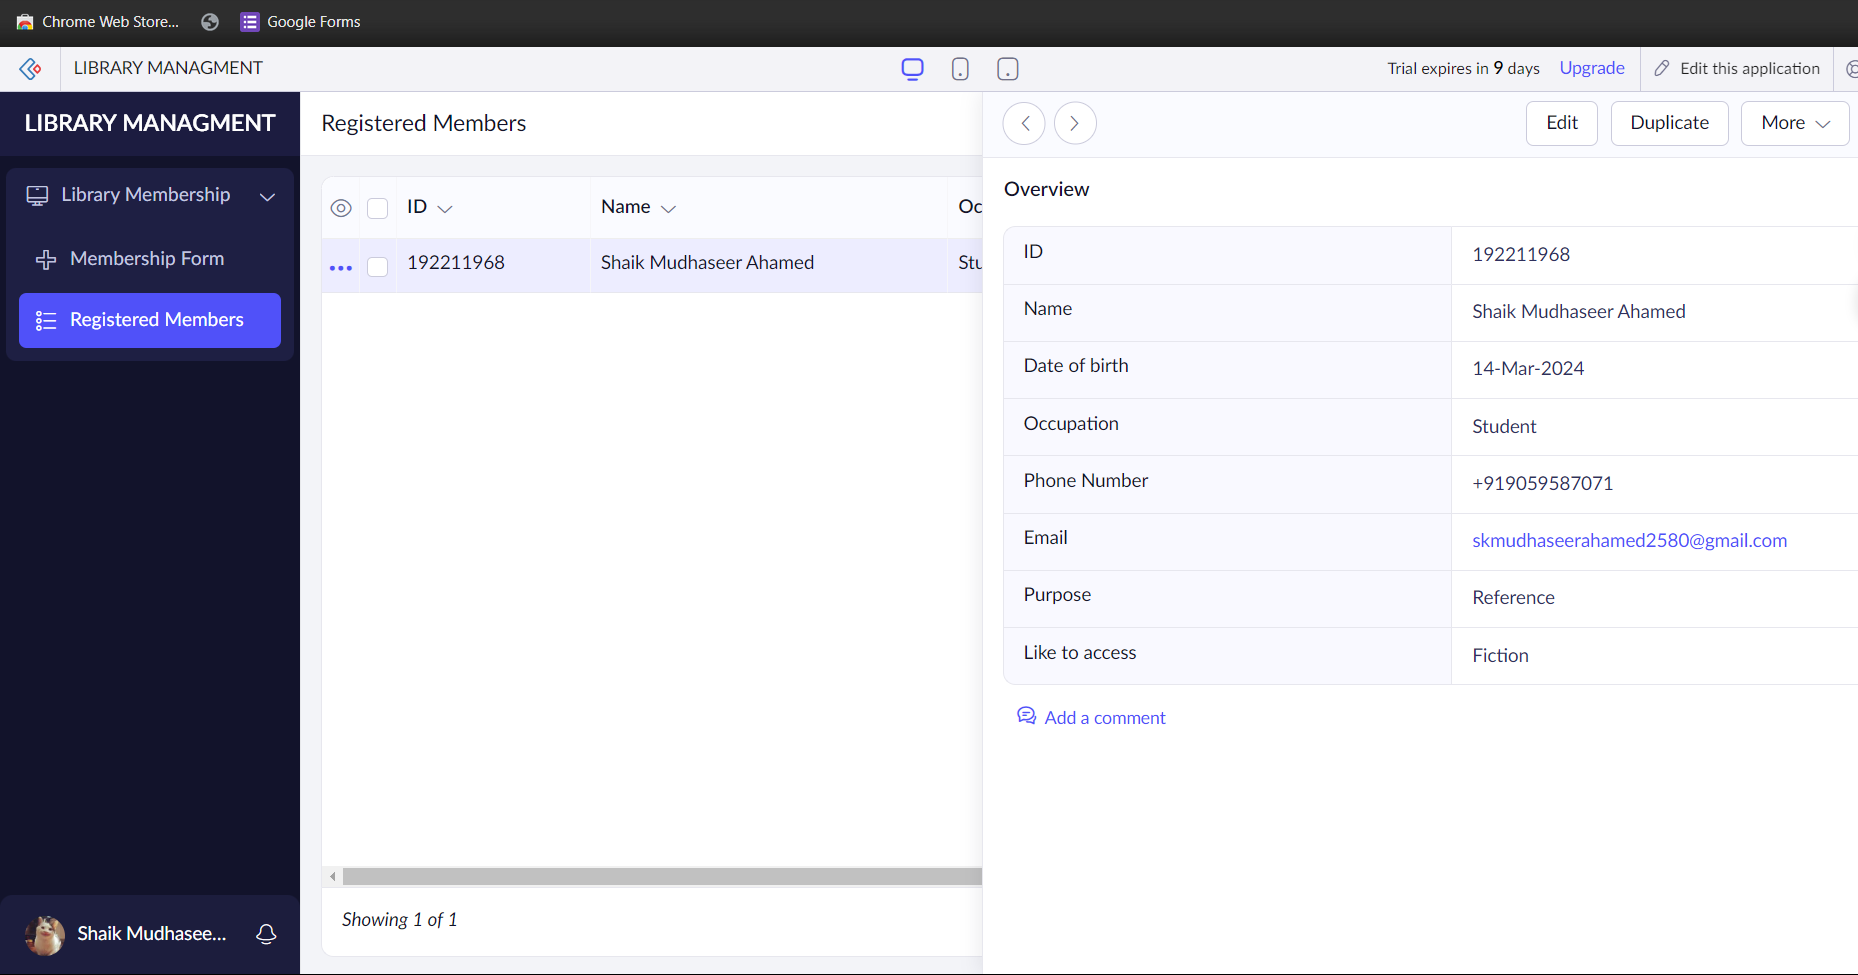 Chrome Web Store...
Google Forms
LIBRARY MANAGMENT
Trial expires in 9 days
Upgrade
Edit this application
LIBRARY MANAGMENT
Library Membership
Membership Form
Registered Members
Shaik Mudhasee...
Registered Members
ID
Name
Oc
192211968
Shaik Mudhaseer Ahamed
Stu
Showing 1 of 1
Edit
Duplicate
More
Overview
ID
192211968
Name
Shaik Mudhaseer Ahamed
Date of birth
14-Mar-2024
Occupation
Student
Phone Number
+919059587071
Email
skmudhaseerahamed2580@gmail.com
Purpose
Reference
Like to access
Fiction
Add a comment